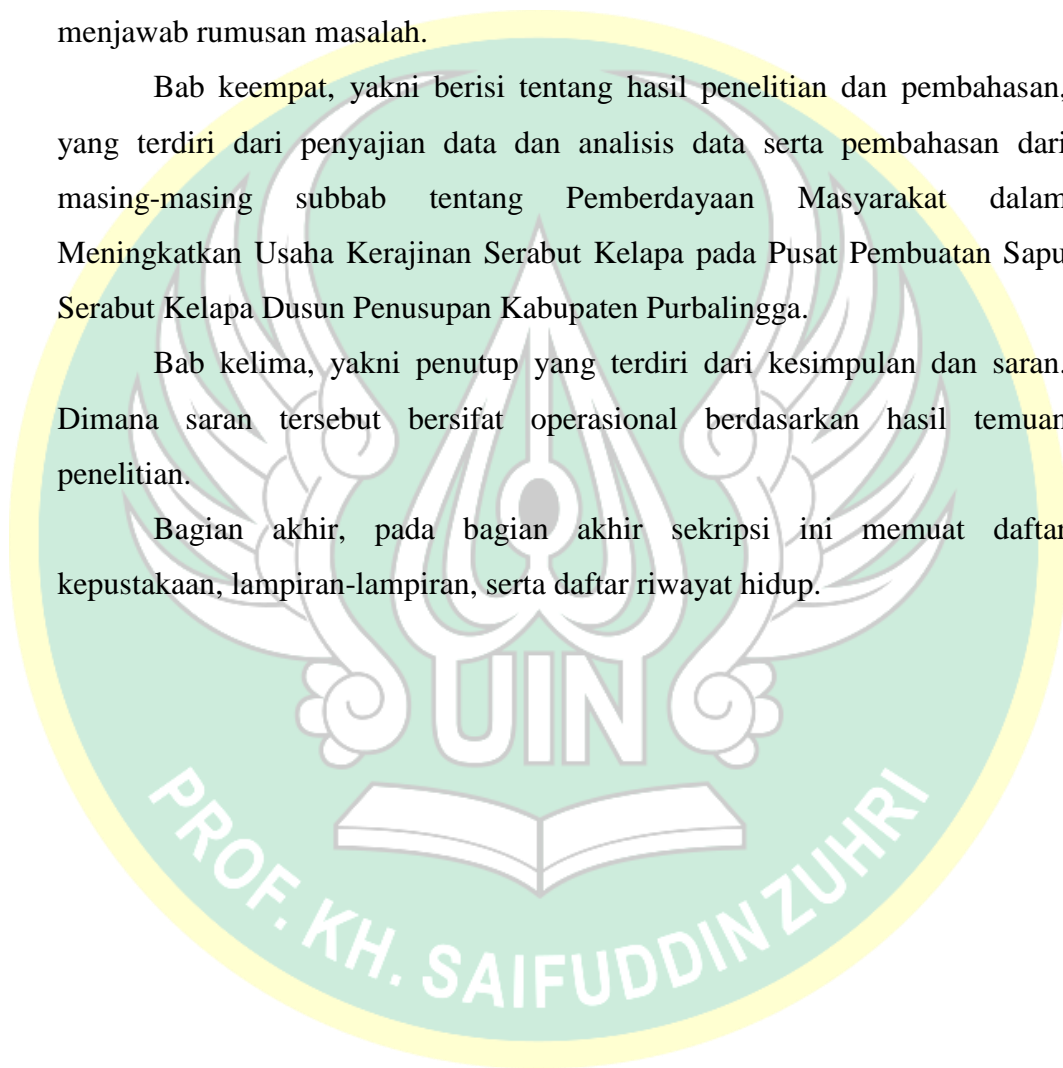 menjawab rumusan masalah.
Bab keempat, yakni berisi tentang hasil penelitian dan pembahasan,
yang terdiri dari penyajian data dan analisis data serta pembahasan dari
masing-masing subbab tentang Pemberdayaan Masyarakat dalam
Meningkatkan Usaha Kerajinan Serabut Kelapa pada Pusat Pembuatan Sapu
Serabut Kelapa Dusun Penusupan Kabupaten Purbalingga.
Bab kelima, yakni penutup yang terdiri dari kesimpulan dan saran.
Dimana saran tersebut bersifat operasional berdasarkan hasil temuan
penelitian.
Bagian akhir, pada bagian akhir sekripsi ini memuat daftar
kepustakaan, lampiran-lampiran, serta daftar riwayat hidup.
UIN
PROF. KH. SAIFUDDIN ZUHRI